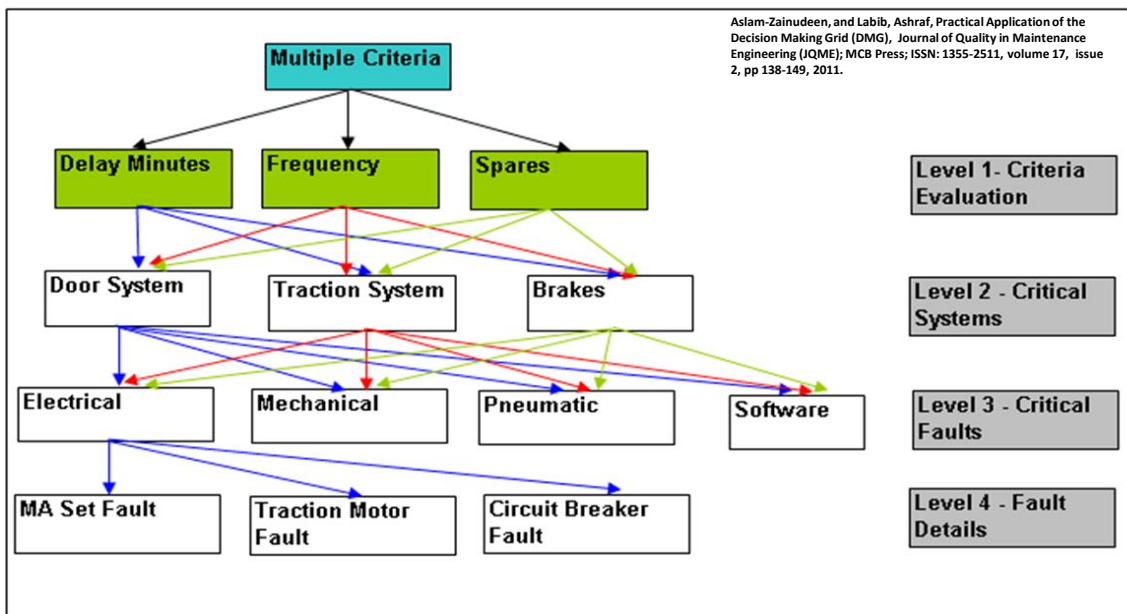 Aslam-Zainudeen, and Labib, Ashraf, Practical Application of the
Decision Making Grid (DMG),  Journal of Quality in Maintenance
Engineering (JQME); MCB Press; ISSN: 1355-2511, volume 17,  issue
2, pp 138-149, 2011.
Multiple Criteria
Delay Minutes
Frequency
Spares
Level 1- Criteria
Evaluation
Door System
Traction System
Brakes
Level 2 - Critical
Systems
Electrical
Mechanical
Pneumatic
Software
Level 3 - Critical
Faults
MA Set Fault
Traction Motor
Fault
Circuit Breaker
Fault
Level 4 - Fault
Details